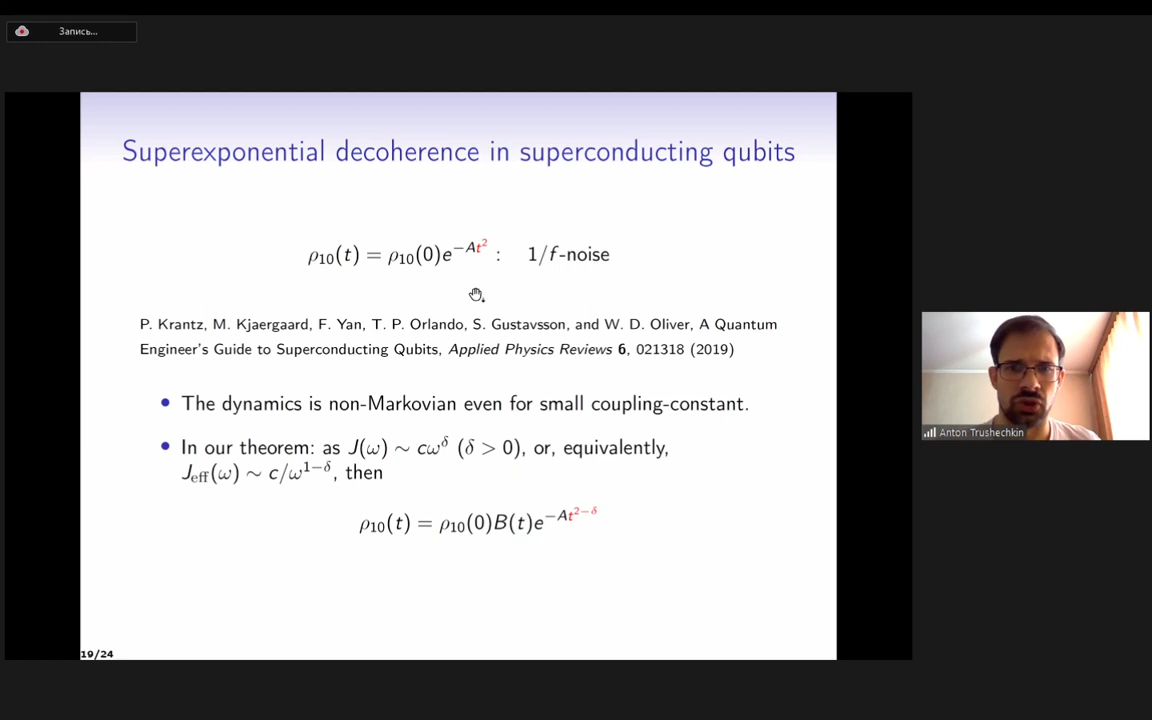 Запись...
Superexponential decoherence in superconducting qubits
ρ₁₀(t) = ρ₁₀(0)e^{−At²} : 1/f-noise
P. Krantz, M. Kjaergaard, F. Yan, T. P. Orlando, S. Gustavsson, and W. D. Oliver, A Quantum
Engineer's Guide to Superconducting Qubits, Applied Physics Reviews 6, 021318 (2019)
• The dynamics is non-Markovian even for small coupling-constant.
• In our theorem: as J(ω) ∼ cω^δ (δ > 0), or, equivalently,
J_eff(ω) ∼ c/ω^{1−δ}, then
ρ₁₀(t) = ρ₁₀(0)B(t)e^{−At^{2−δ}}
19/24
Anton Trushechkin